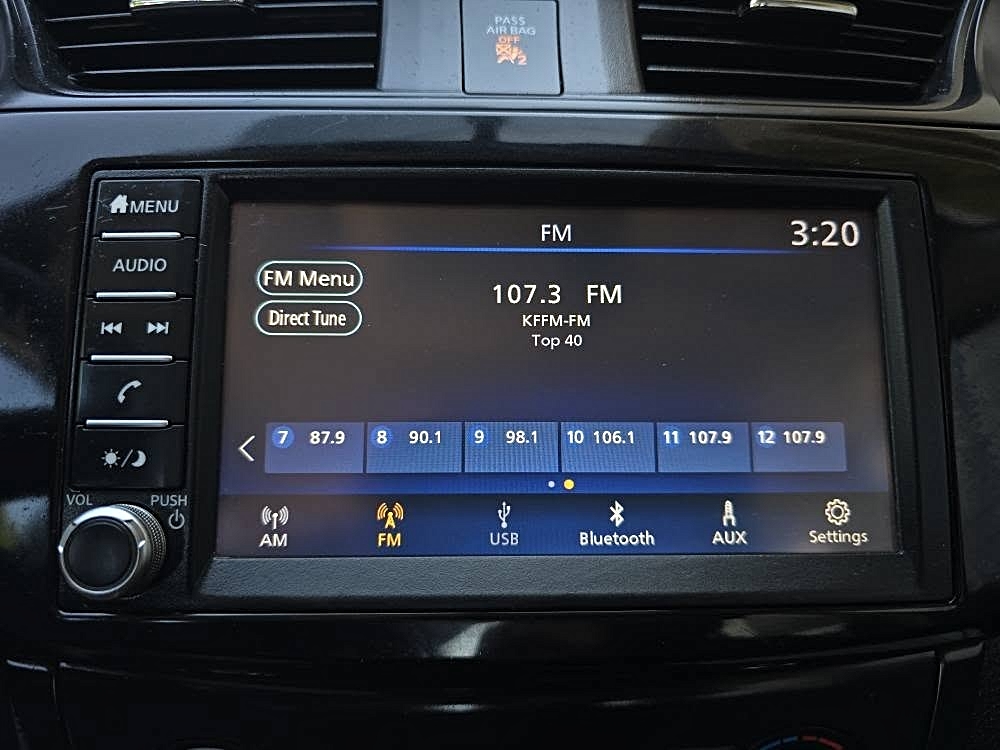 PASS
AIR BAG
OFF
2
MENU
AUDIO
VOL
PUSH
FM
3:20
FM Menu
Direct Tune
107.3 FM
KFFM-FM
Top 40
7 87.9 8 90.1 9 98.1 10 106.1 11 107.9 12 107.9
AM FM USB Bluetooth AUX Settings